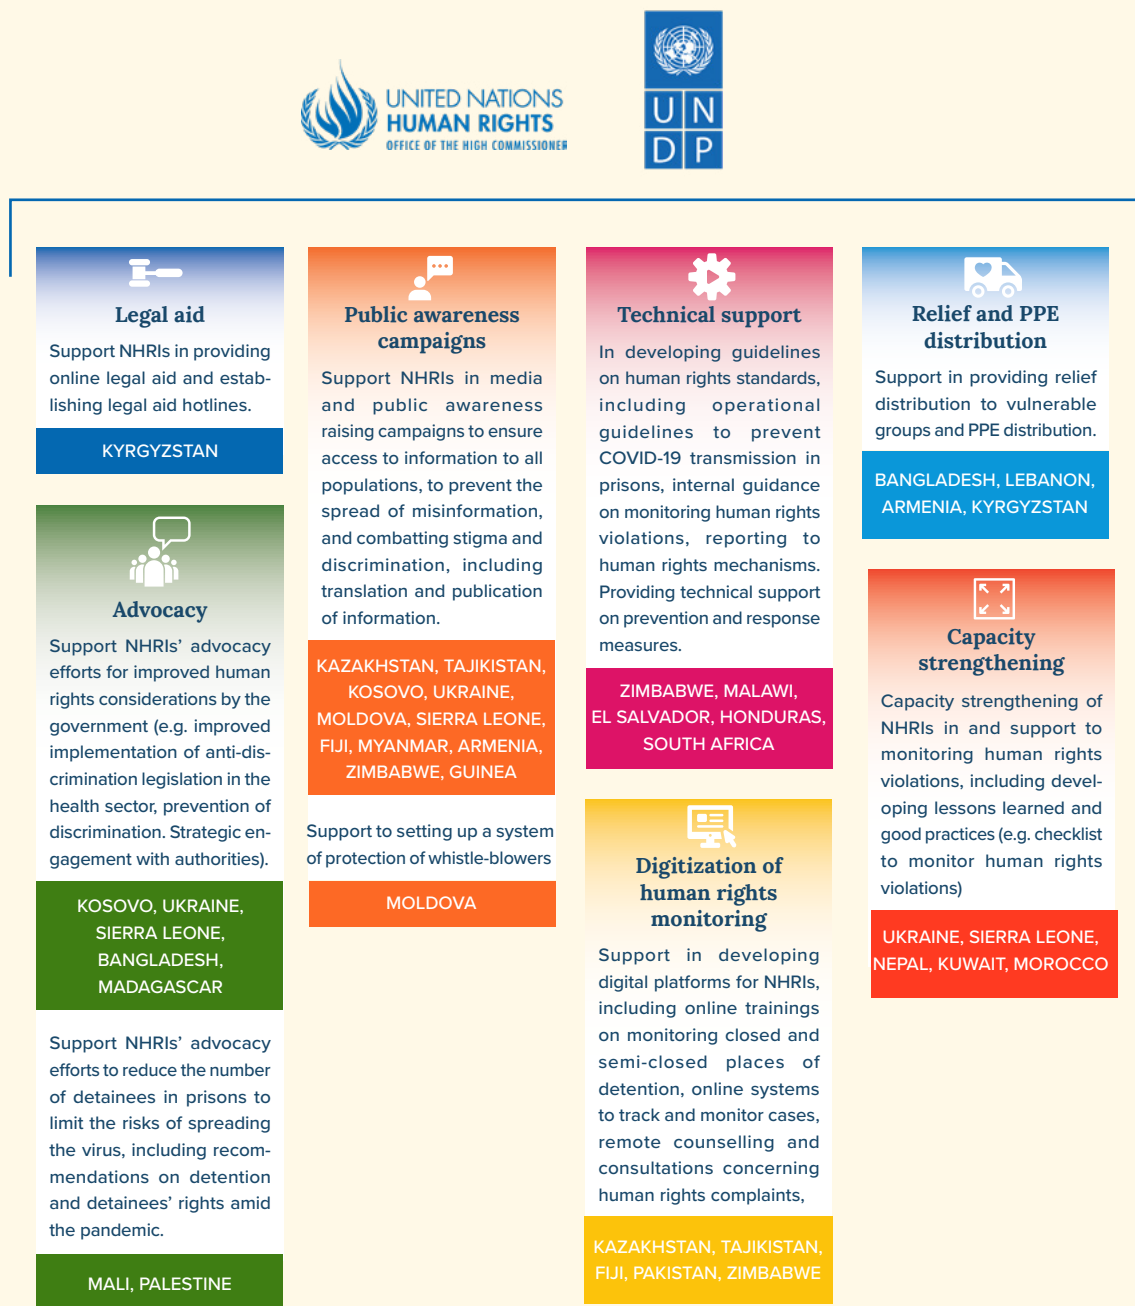 UNITED NATIONS
HUMAN RIGHTS
OFFICE OF THE HIGH COMMISSIONER
U N
D P
Legal aid
Support NHRIs in providing
online legal aid and estab-
lishing legal aid hotlines.
KYRGYZSTAN
Advocacy
Support NHRIs’ advocacy
efforts for improved human
rights considerations by the
government (e.g. improved
implementation of anti-dis-
crimination legislation in the
health sector, prevention of
discrimination. Strategic en-
gagement with authorities).
KOSOVO, UKRAINE,
SIERRA LEONE,
BANGLADESH,
MADAGASCAR
Support NHRIs’ advocacy
efforts to reduce the number
of detainees in prisons to
limit the risks of spreading
the virus, including recom-
mendations on detention
and detainees’ rights amid
the pandemic.
MALI, PALESTINE
Public awareness
campaigns
Support NHRIs in media
and public awareness
raising campaigns to ensure
access to information to all
populations, to prevent the
spread of misinformation,
and combatting stigma and
discrimination, including
translation and publication
of information.
KAZAKHSTAN, TAJIKISTAN,
KOSOVO, UKRAINE,
MOLDOVA, SIERRA LEONE,
FIJI, MYANMAR, ARMENIA,
ZIMBABWE, GUINEA
Support to setting up a system
of protection of whistle-blowers
MOLDOVA
Technical support
In developing guidelines
on human rights standards,
including operational
guidelines to prevent
COVID-19 transmission in
prisons, internal guidance
on monitoring human rights
violations, reporting to
human rights mechanisms.
Providing technical support
on prevention and response
measures.
ZIMBABWE, MALAWI,
EL SALVADOR, HONDURAS,
SOUTH AFRICA
Digitization of
human rights
monitoring
Support in developing
digital platforms for NHRIs,
including online trainings
on monitoring closed and
semi-closed places of
detention, online systems
to track and monitor cases,
remote counselling and
consultations concerning
human rights complaints,
KAZAKHSTAN, TAJIKISTAN,
FIJI, PAKISTAN, ZIMBABWE
Relief and PPE
distribution
Support in providing relief
distribution to vulnerable
groups and PPE distribution.
BANGLADESH, LEBANON,
ARMENIA, KYRGYZSTAN
Capacity
strengthening
Capacity strengthening of
NHRIs in and support to
monitoring human rights
violations, including devel-
oping lessons learned and
good practices (e.g. checklist
to monitor human rights
violations)
UKRAINE, SIERRA LEONE,
NEPAL, KUWAIT, MOROCCO